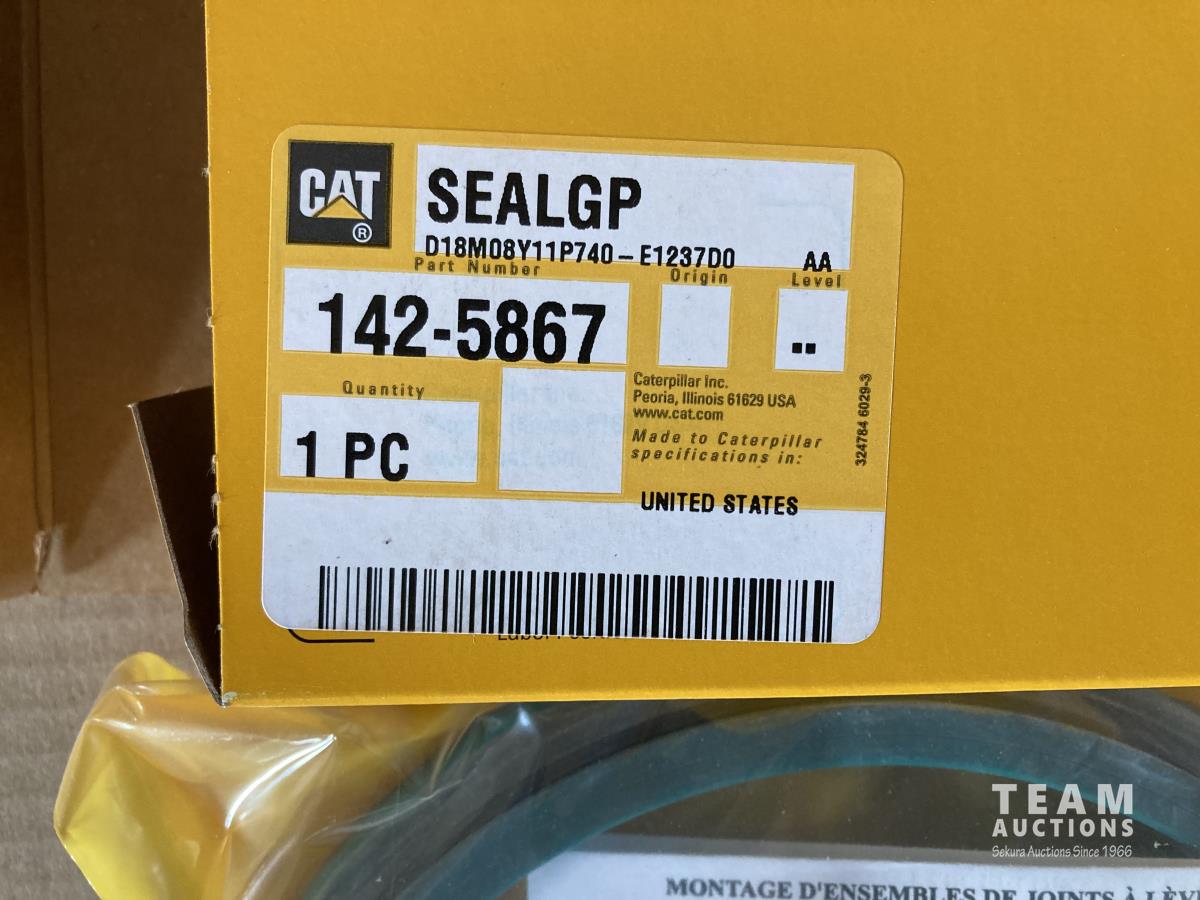 CAT
®
SEALGP
D18M08Y11P740-E1237D0 AA
Part Number Origin Level
142-5867 ..
Quantity
1 PC
Caterpillar Inc.
Peoria, Illinois 61629 USA
www.cat.com
Made to Caterpillar
specifications in:
UNITED STATES
324784 6029-3
TEAM
AUCTIONS
Sekura Auctions Since 1966
MONTAGE D'ENSEMBLES DE JOINTS À